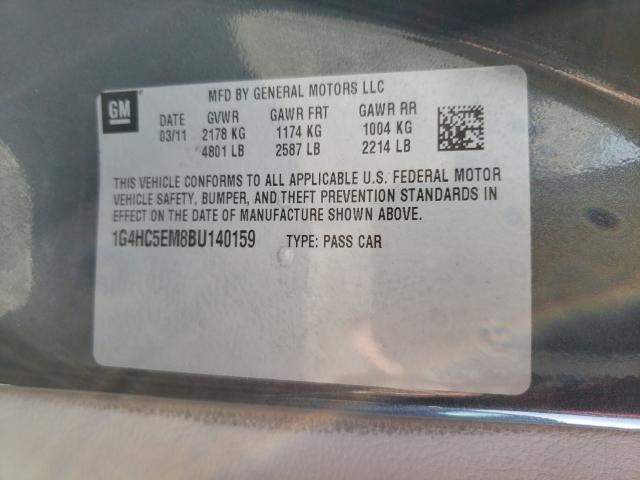 GM
MFD BY GENERAL MOTORS LLC
DATE GVWR GAWR FRT GAWR RR
03/11 2178 KG 1174 KG 1004 KG
4801 LB 2587 LB 2214 LB
THIS VEHICLE CONFORMS TO ALL APPLICABLE U.S. FEDERAL MOTOR
VEHICLE SAFETY, BUMPER, AND THEFT PREVENTION STANDARDS IN
EFFECT ON THE DATE OF MANUFACTURE SHOWN ABOVE.
1G4HC5EM8BU140159 TYPE: PASS CAR